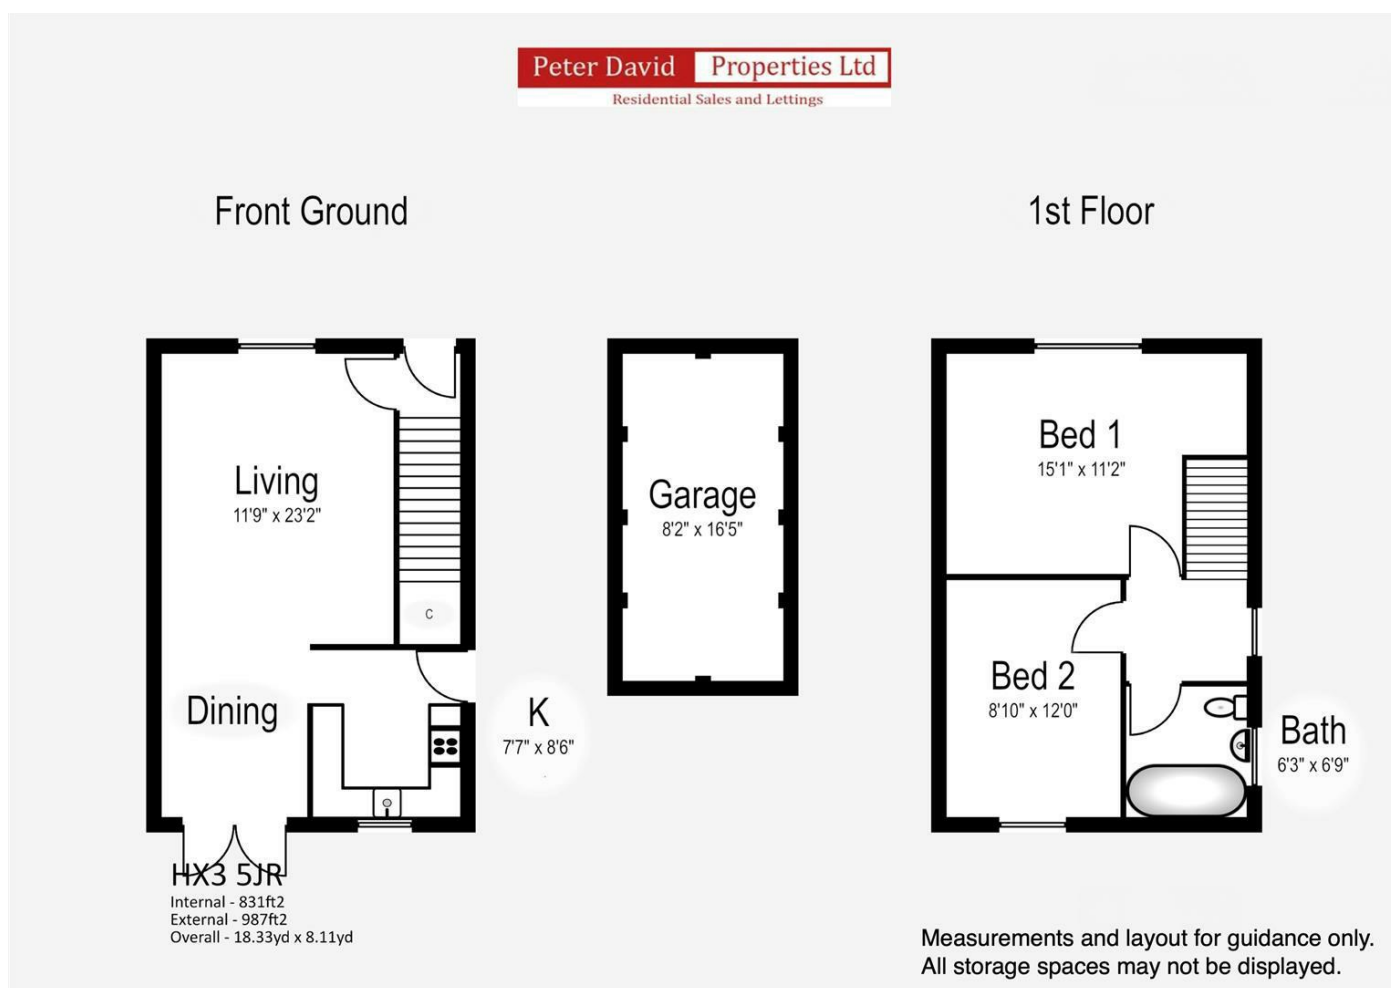 Peter David Properties Ltd
Residential Sales and Lettings
Front Ground
1st Floor
Living
11'9" x 23'2"
C
Dining
K
7'7" x 8'6"
Garage
8'2" x 16'5"
Bed 1
15'1" x 11'2"
Bed 2
8'10" x 12'0"
Bath
6'3" x 6'9"
HX3 5JR
Internal - 831ft2
External - 987ft2
Overall - 18.33yd x 8.11yd
Measurements and layout for guidance only.
All storage spaces may not be displayed.